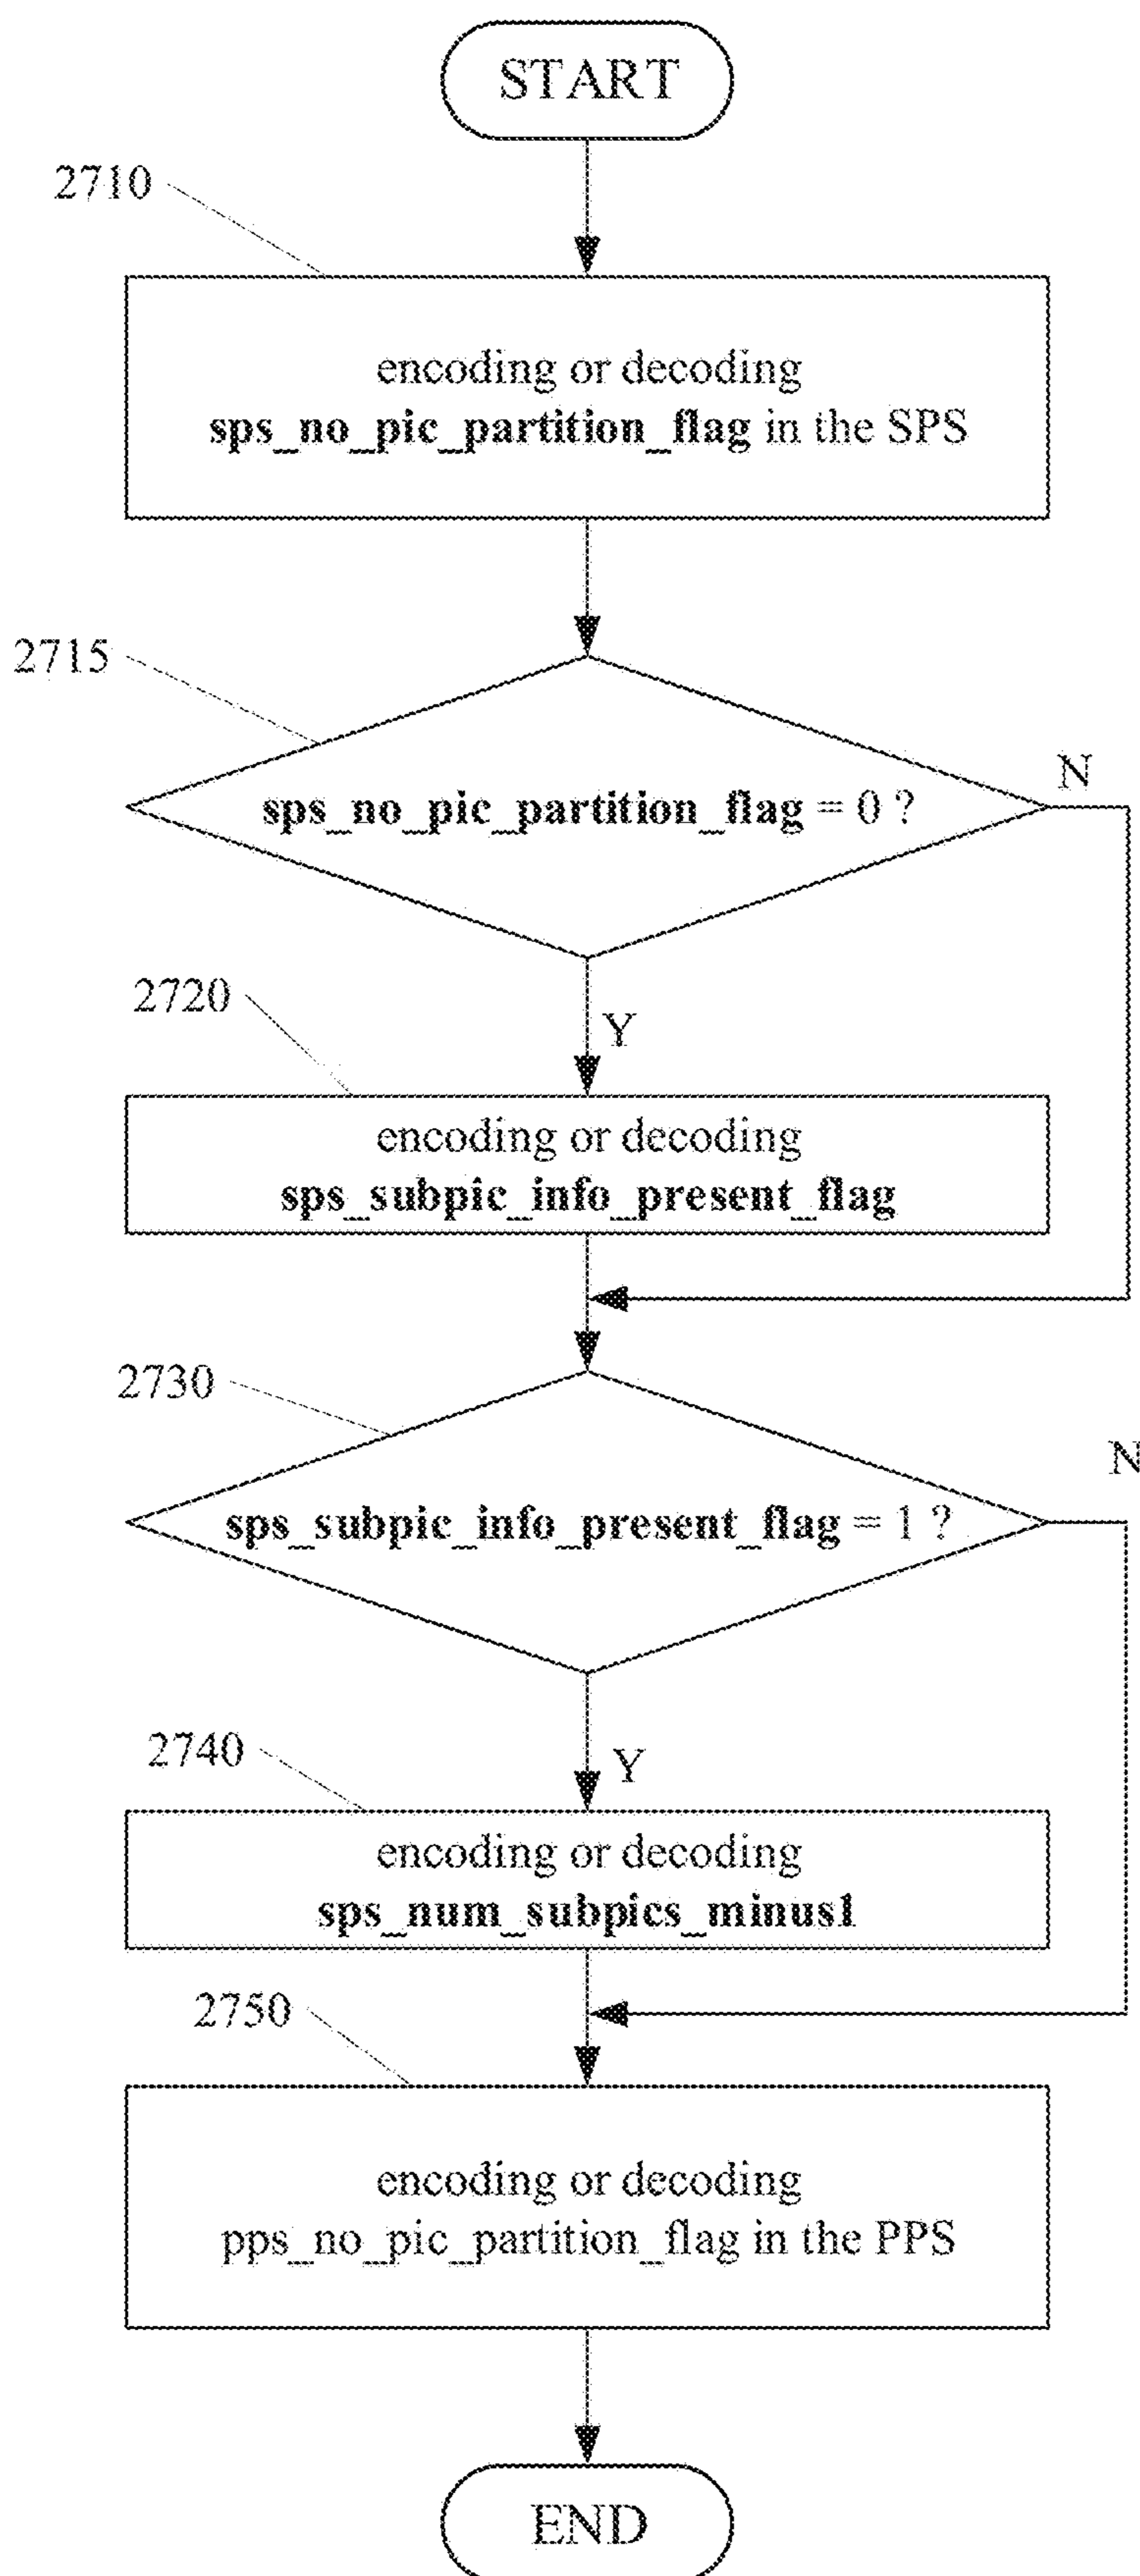 START
2710
encoding or decoding
sps_no_pic_partition_flag in the SPS
2715
sps_no_pic_partition_flag = 0 ?
N
2720
Y
encoding or decoding
sps_subpic_info_present_flag
2730
N
sps_subpic_info_present_flag = 1 ?
2740
Y
encoding or decoding
sps_num_subpics_minus1
2750
encoding or decoding
pps_no_pic_partition_flag in the PPS
END